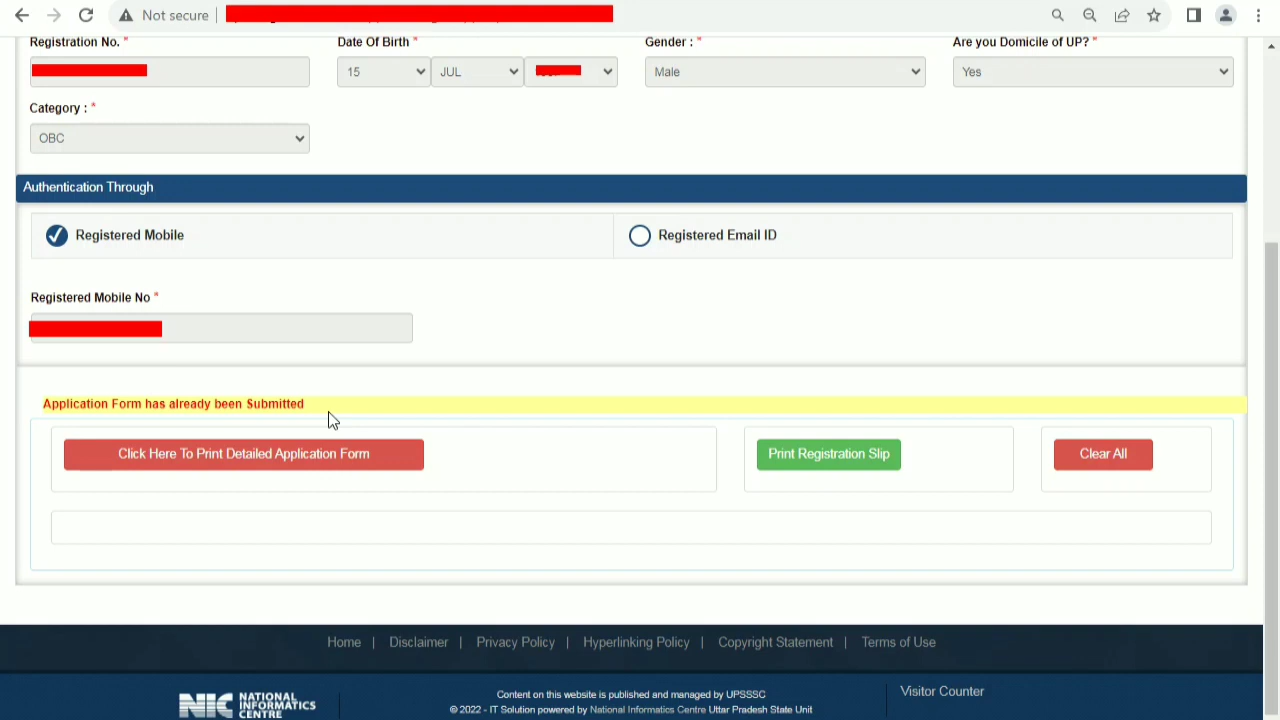 Not secure
Registration No. *
Date Of Birth *
Gender : *
Are you Domicile of UP? *
15
JUL
Male
Yes
Category : *
OBC
Authentication Through
Registered Mobile
Registered Email ID
Registered Mobile No *
Application Form has already been Submitted
Click Here To Print Detailed Application Form
Print Registration Slip
Clear All
Home | Disclaimer | Privacy Policy | Hyperlinking Policy | Copyright Statement | Terms of Use
NIC NATIONAL
INFORMATICS
CENTRE
Content on this website is published and managed by UPSSSC
© 2022 - IT Solution powered by National Informatics Centre Uttar Pradesh State Unit
Visitor Counter